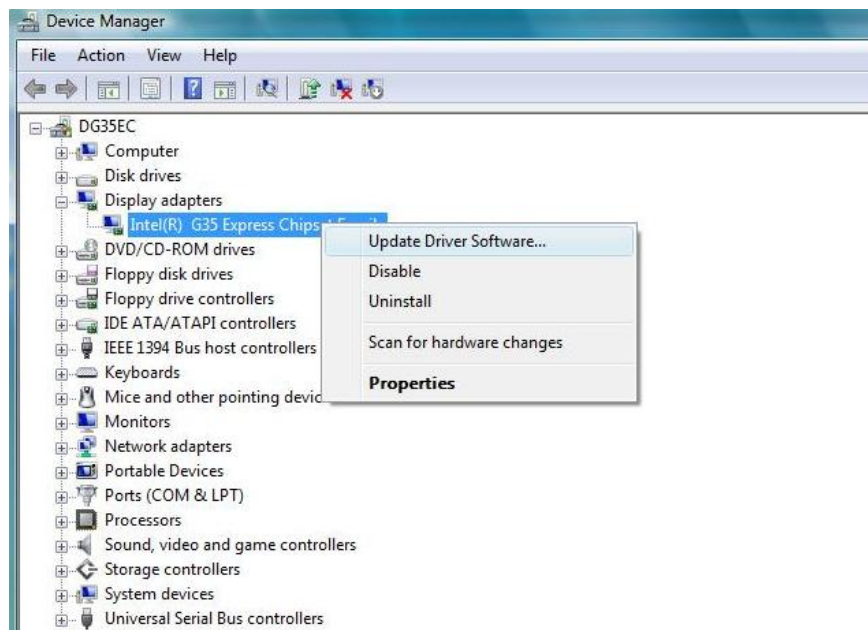 Device Manager
File Action View Help
DG35EC
Computer
Disk drives
Display adapters
Intel(R) G35 Express
DVD/CD-ROM drives
Floppy disk drives
Floppy drive controllers
IDE ATA/ATAPI controllers
IEEE 1394 Bus host controllers
Keyboards
Mice and other pointing
Monitors
Network adapters
Portable Devices
Ports (COM & LPT)
Processors
Sound, video and game controllers
Storage controllers
System devices
Universal Serial Bus controllers
Update Driver Software...
Disable
Uninstall
Scan for hardware changes
Properties